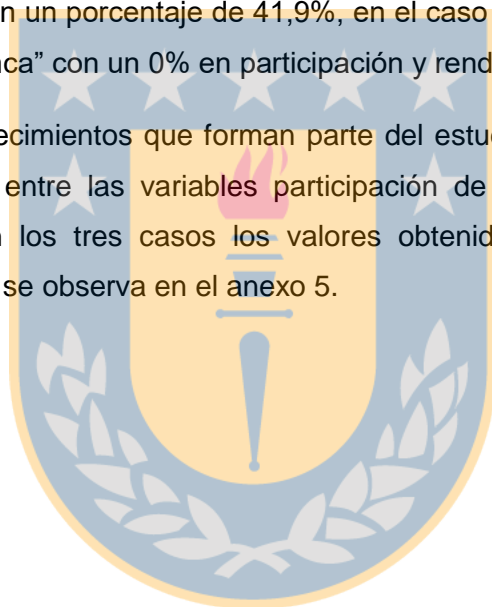 n un porcentaje de 41,9%, en el caso
nca” con un 0% en participación y rend
ecimientos que forman parte del estu
entre las variables participación de
los tres casos los valores obtenid
se observa en el anexo 5.